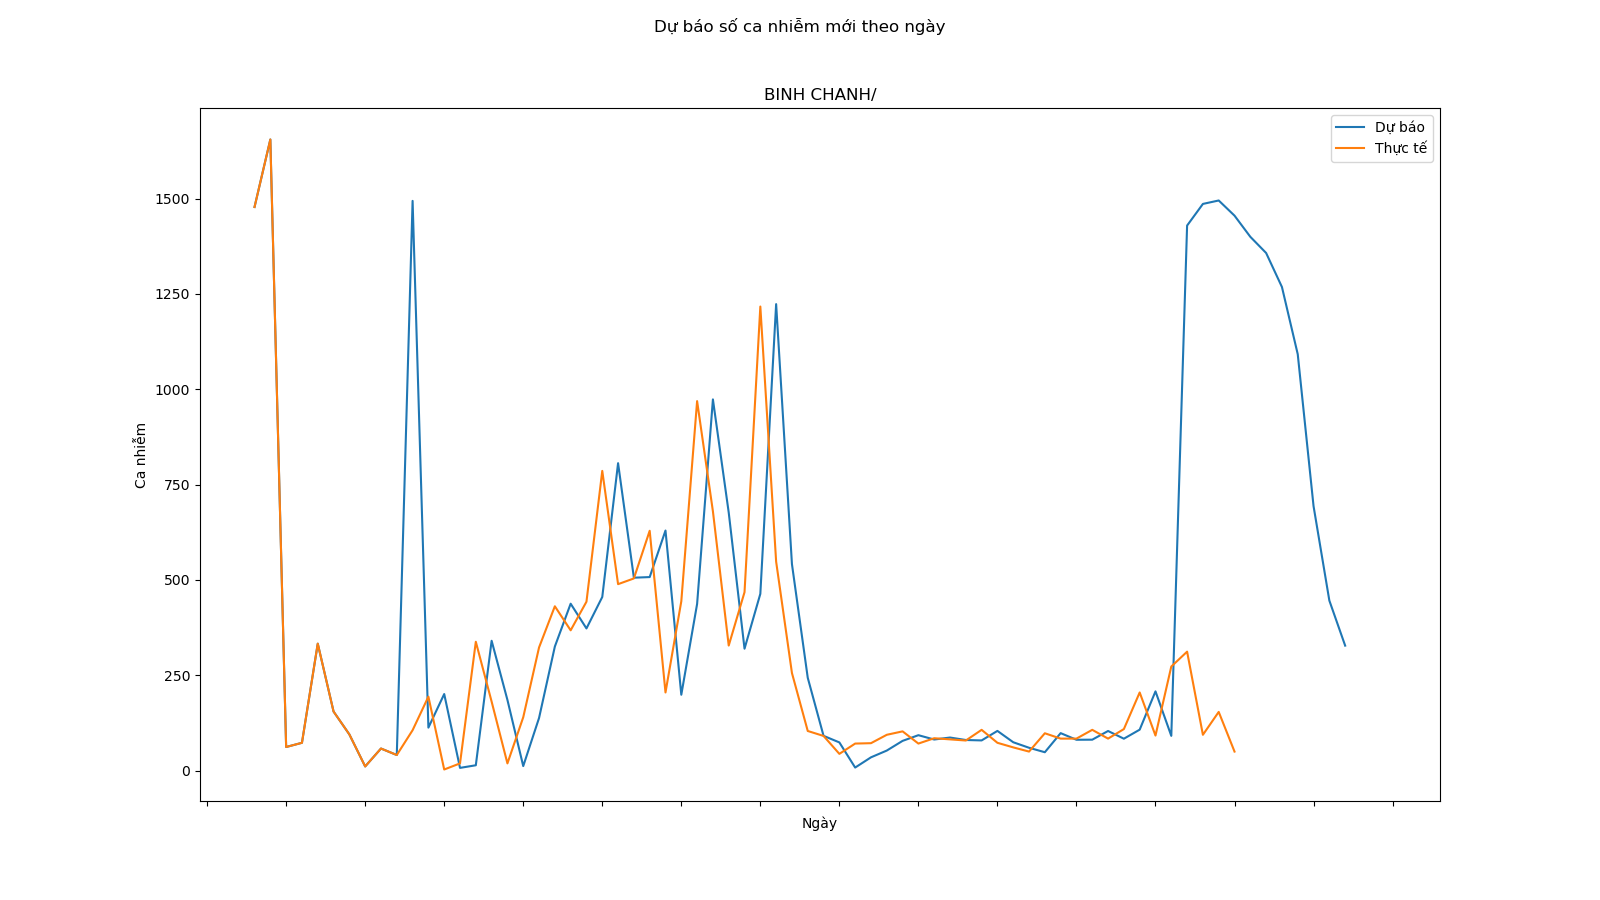 Dự báo số ca nhiễm mới theo ngày
BINH CHANH/
Dự báo
Thực tế
1500
1250
1000
750
500
250
0
Ca nhiễm
Ngày